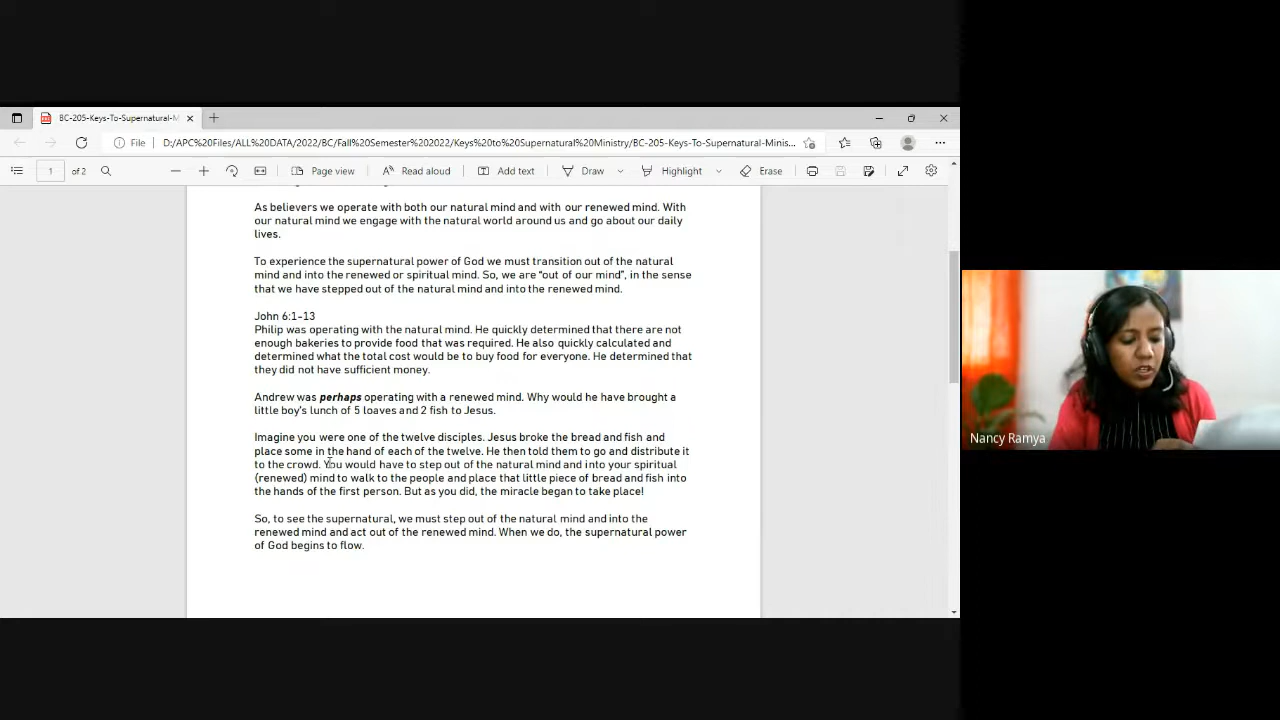 BC-205-Keys-To-Supernatural-M
File D:/APC%20Files/ALL%20DATA/2022/BC/Fall%20Semester%202022/Keys%20to%20Supernatural%20Ministry/BC-205-Keys-To-Supernatural-Minis...
1 of 2 Page view Read aloud Add text Draw Highlight Erase
As believers we operate with both our natural mind and with our renewed mind. With
our natural mind we engage with the natural world around us and go about our daily
lives.
To experience the supernatural power of God we must transition out of the natural
mind and into the renewed or spiritual mind. So, we are “out of our mind”, in the sense
that we have stepped out of the natural mind and into the renewed mind.
John 6:1-13
Philip was operating with the natural mind. He quickly determined that there are not
enough bakeries to provide food that was required. He also quickly calculated and
determined what the total cost would be to buy food for everyone. He determined that
they did not have sufficient money.
Andrew was perhaps operating with a renewed mind. Why would he have brought a
little boy's lunch of 5 loaves and 2 fish to Jesus.
Imagine you were one of the twelve disciples. Jesus broke the bread and fish and
place some in the hand of each of the twelve. He then told them to go and distribute it
to the crowd. You would have to step out of the natural mind and into your spiritual
(renewed) mind to walk to the people and place that little piece of bread and fish into
the hands of the first person. But as you did, the miracle began to take place!
So, to see the supernatural, we must step out of the natural mind and into the
renewed mind and act out of the renewed mind. When we do, the supernatural power
of God begins to flow.
Nancy Ramya